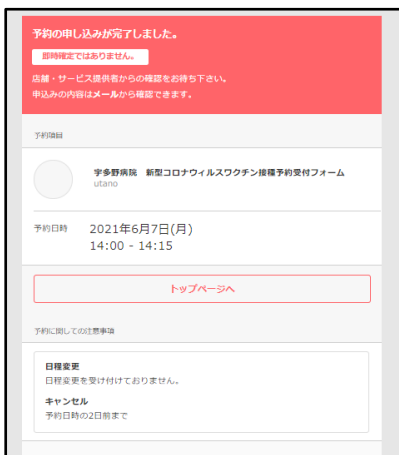 予約の申し込みが完了しました。
即時確定ではありません。
店舗・サービス提供者からの確認をお待ち下さい。
申込みの内容はメールから確認できます。
予約項目
宇多野病院　新型コロナウィルスワクチン接種予約受付フォーム
utano
予約日時
2021年6月7日(月)
14:00 - 14:15
トップページへ
予約に関しての注意事項
日程変更
日程変更を受け付けておりません。
キャンセル
予約日時の2日前まで